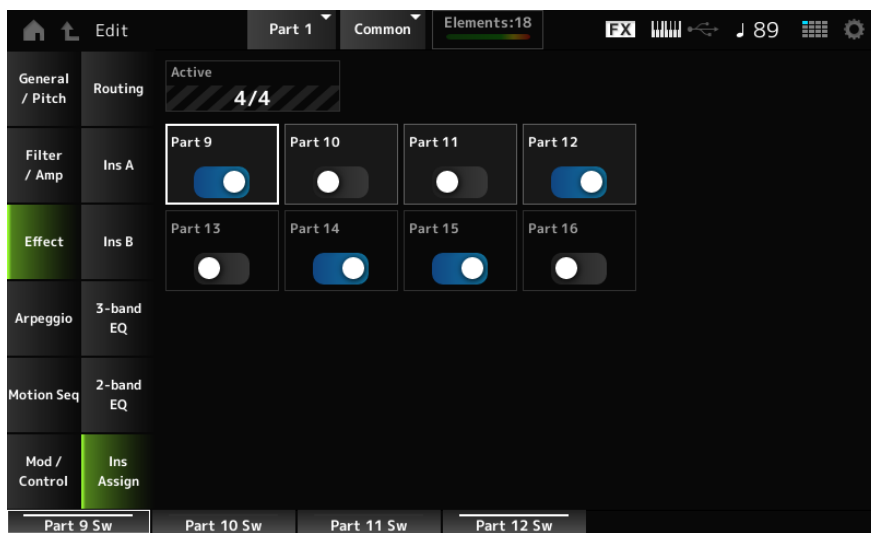 Edit
Part 1
Common
Elements:18
FX
89
General
/ Pitch
Routing
Active
4/4
Part 9
Part 10
Part 11
Part 12
Filter
/ Amp
Ins A
Effect
Ins B
Part 13
Part 14
Part 15
Part 16
Arpeggio
3-band
EQ
Motion Seq
2-band
EQ
Mod /
Control
Ins
Assign
Part 9 Sw
Part 10 Sw
Part 11 Sw
Part 12 Sw